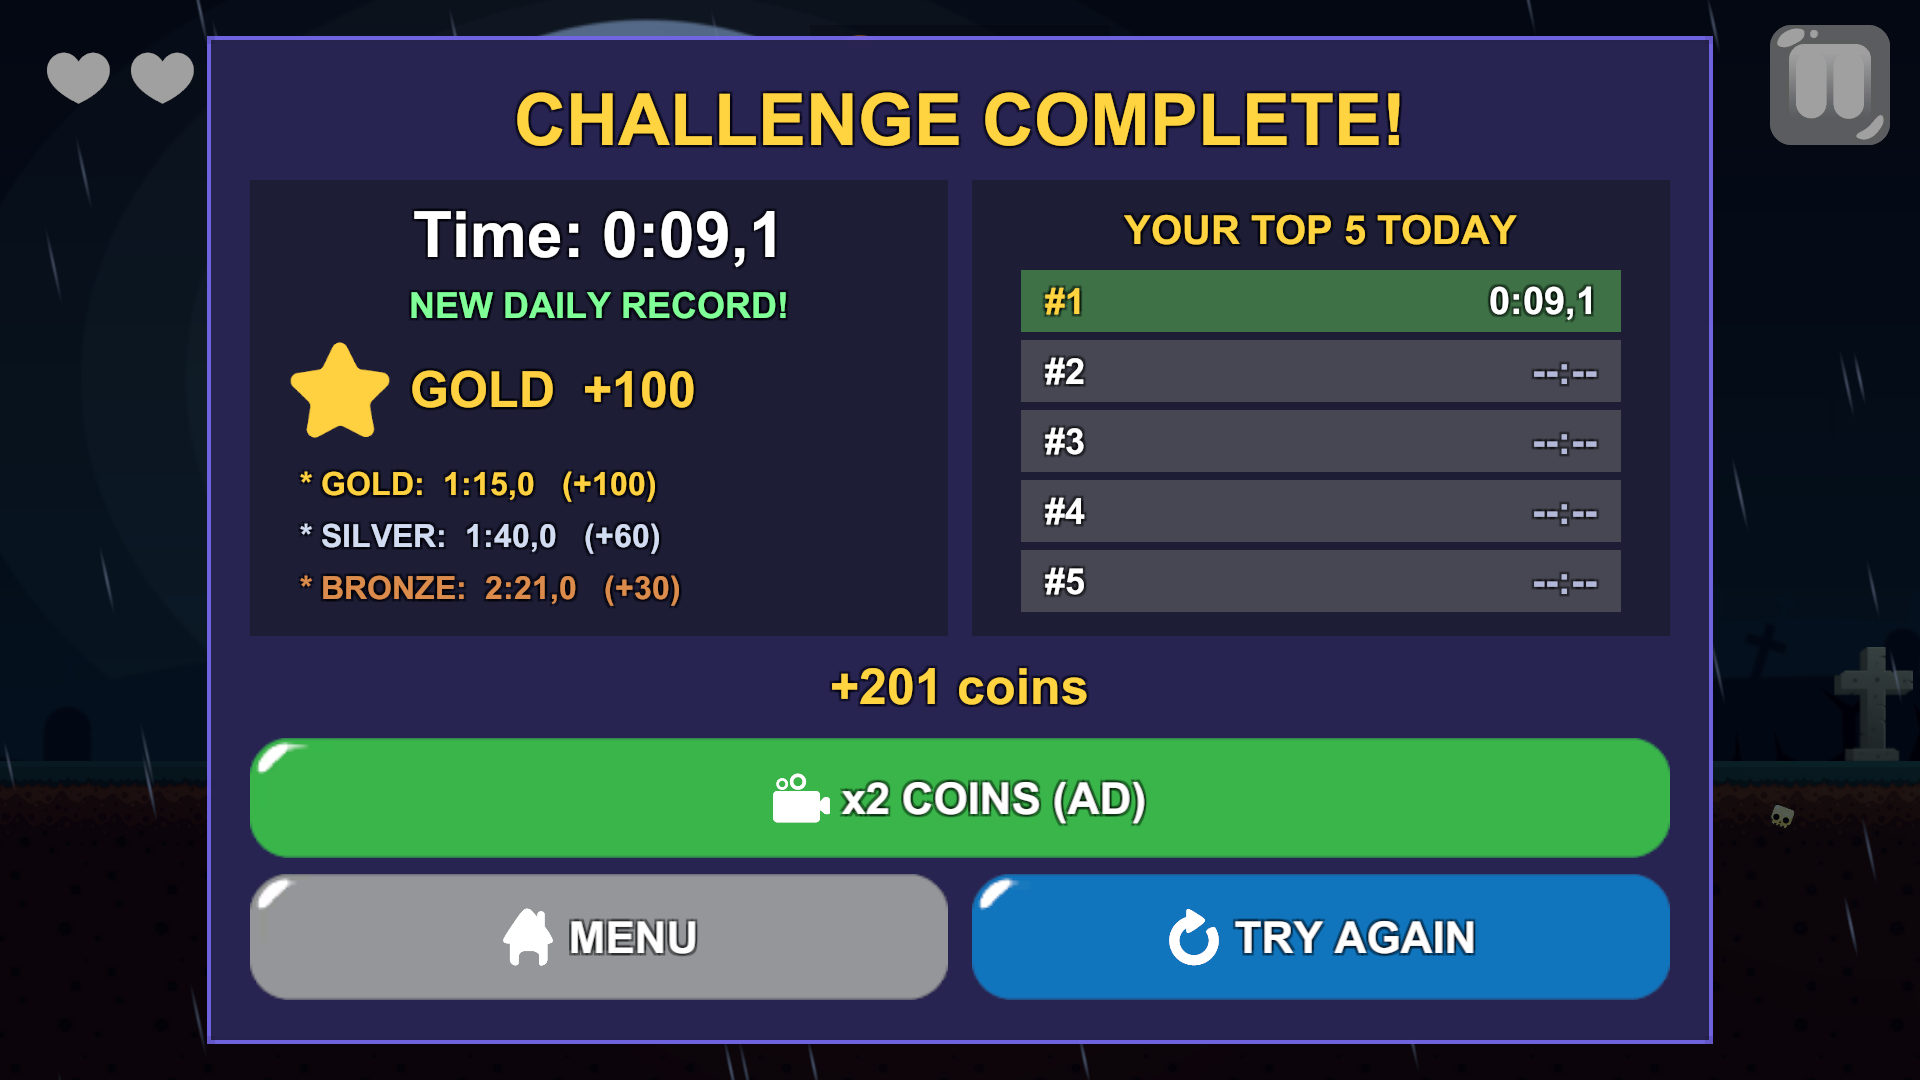 CHALLENGE COMPLETE!
Time: 0:09,1
NEW DAILY RECORD!
GOLD +100
* GOLD: 1:15,0 (+100)
* SILVER: 1:40,0 (+60)
* BRONZE: 2:21,0 (+30)
YOUR TOP 5 TODAY
#1 0:09,1
#2 --:--
#3 --:--
#4 --:--
#5 --:--
+201 coins
x2 COINS (AD)
MENU
TRY AGAIN